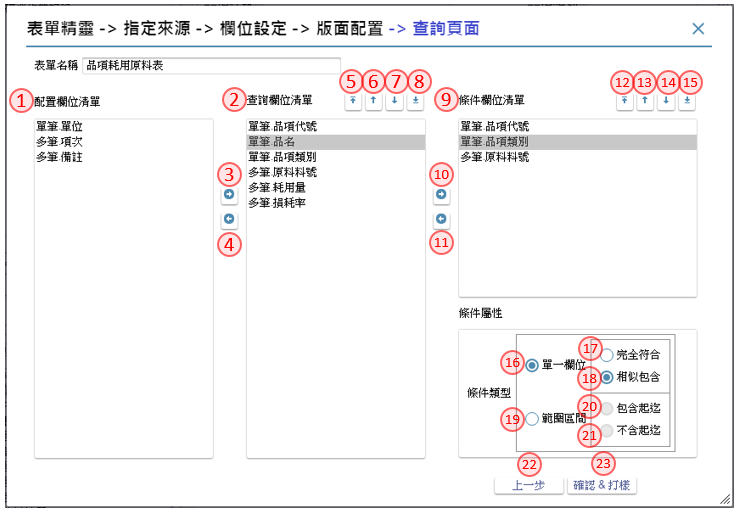 表單精靈 -> 指定來源 -> 欄位設定 -> 版面配置 -> 查詢頁面
表單名稱 品項耗用原料表
1 配置欄位清單
單筆.單位
多筆.項次
多筆.備註
3
4
2 查詢欄位清單 5 6 7 8
單筆.品項代號
單筆.品名
單筆.品項類別
多筆.原料料號
多筆.耗用量
多筆.損耗率
10
11
9 條件欄位清單 12 13 14 15
單筆.品項代號
單筆.品項類別
多筆.原料料號
條件屬性
條件類型
16 單一欄位
17 完全符合
18 相似包含
19 範圍區間
20 包含起迄
21 不含起迄
22 23
上一步 確認 & 打樣